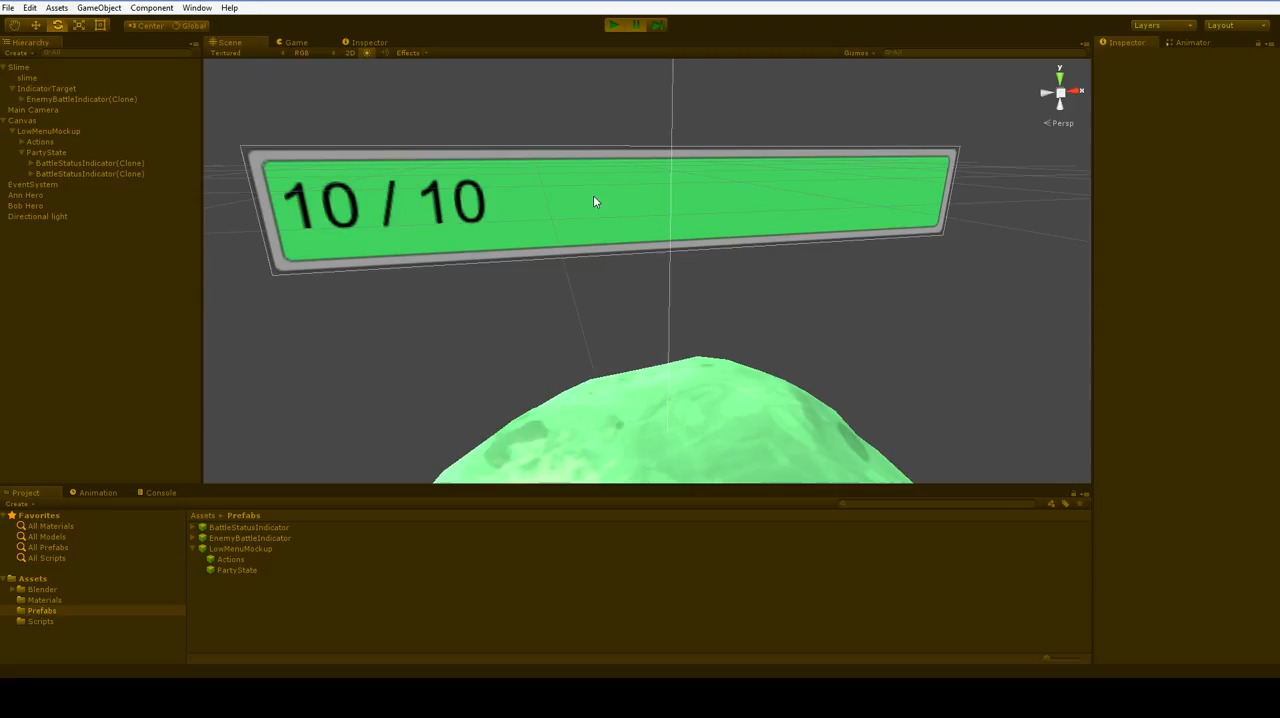 File Edit Assets GameObject Component Window Help
Center Global Layers Layout
Hierarchy Scene Game Inspector Inspector Animator
Create All Textured RGB 2D Effects Gizmos All
Slime
slime
IndicatorTarget
EnemyBattleIndicator(Clone)
Main Camera
Canvas
LowMenuMockup
Actions
PartyState
BattleStatusIndicator(Clone)
BattleStatusIndicator(Clone)
EventSystem
Ann Hero
Bob Hero
Directional light
y
x
Persp
10 / 10
Project Animation Console
Create
Favorites
All Materials
All Models
All Prefabs
All Scripts
Assets
Blender
Materials
Prefabs
Scripts
Assets Prefabs
BattleStatusIndicator
EnemyBattleIndicator
LowMenuMockup
Actions
PartyState